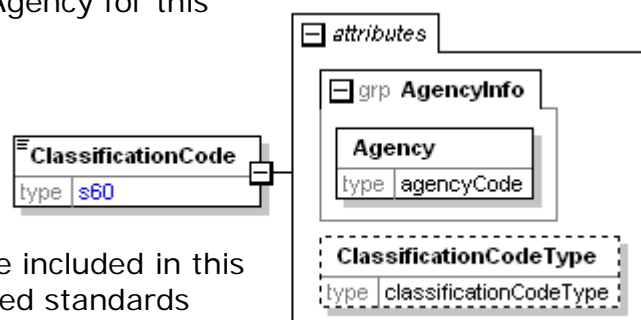 Agency for this
attributes
grp AgencyInfo
Agency
type agencyCode
ClassificationCode
type s60
ClassificationCodeType
type classificationCodeType
e included in this
ed standards